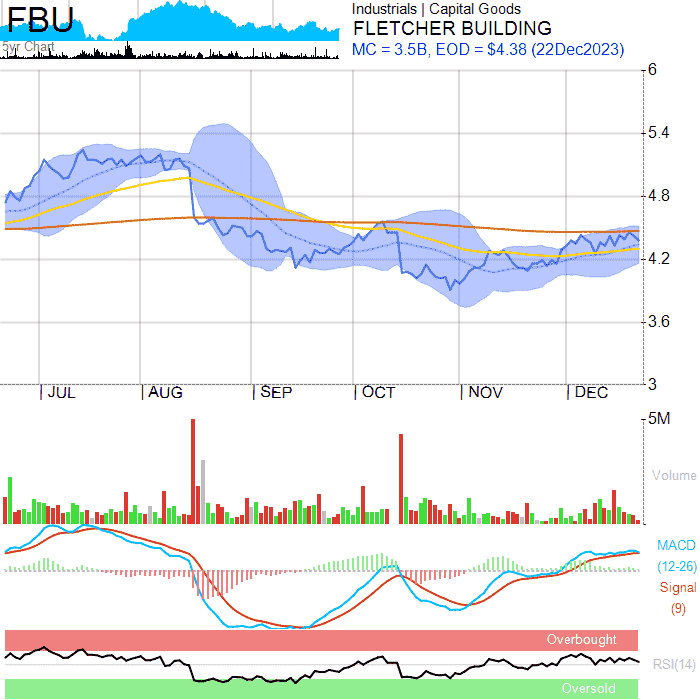 FBU
5yr Chart
Industrials | Capital Goods
FLETCHER BUILDING
MC = 3.5B, EOD = $4.38 (22Dec2023)
6
5.4
4.8
4.2
3.6
3
| JUL | AUG | SEP | OCT | NOV | DEC
5M
Volume
MACD
(12-26)
Signal
(9)
Overbought
RSI(14)
Oversold